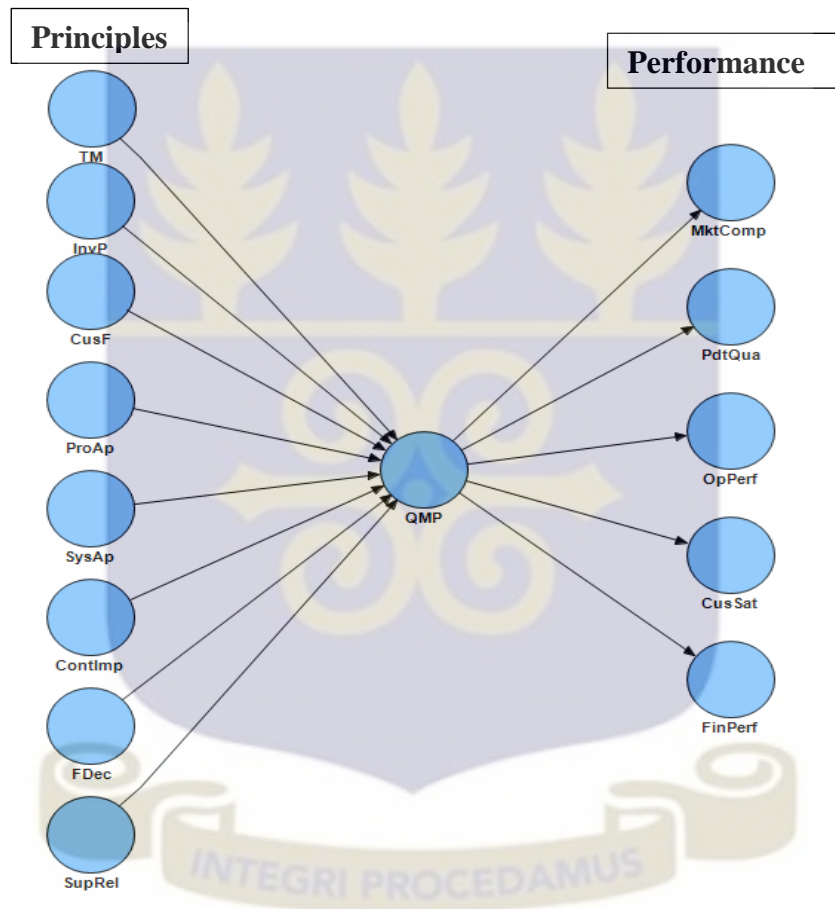 Principles
Performance
TM
InvP
CusF
ProAp
SysAp
ContImp
FDec
SupRel
QMP
MktComp
PdtQua
OpPerf
CusSat
FinPerf
INTEGRI PROCEDAMUS